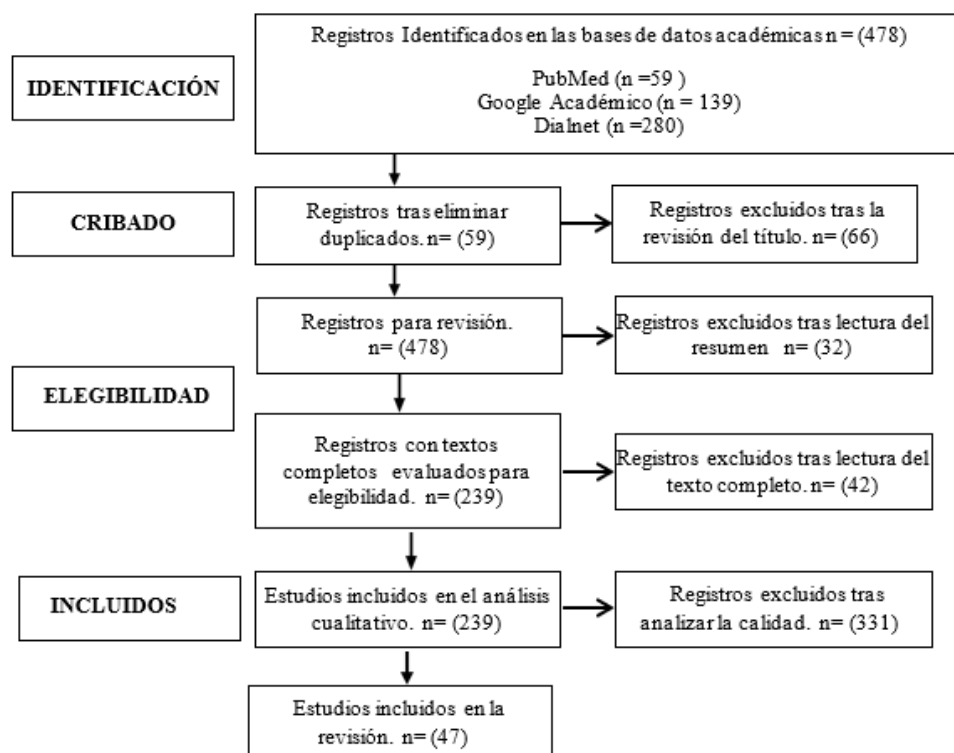 Registros Identificados en las bases de datos académicas n = (478)
PubMed (n =59 )
Google Académico (n = 139)
Dialnet (n =280)
IDENTIFICACIÓN
CRIBADO
Registros tras eliminar
duplicados. n= (59)
Registros excluidos tras la
revisión del título. n= (66)
Registros para revisión.
n= (478)
Registros excluidos tras lectura del
resumen n= (32)
ELEGIBILIDAD
Registros con textos
completos evaluados para
elegibilidad. n= (239)
Registros excluidos tras lectura del
texto completo. n= (42)
INCLUIDOS
Estudios incluidos en el análisis
cualitativo. n= (239)
Registros excluidos tras
analizar la calidad. n= (331)
Estudios incluidos en la
revisión. n= (47)